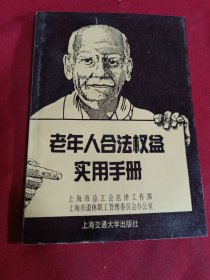 老年人合法权益
实用手册
上海市总工会法律工作部
上海市退休职工管理委员会办公室
上海交通大学出版社